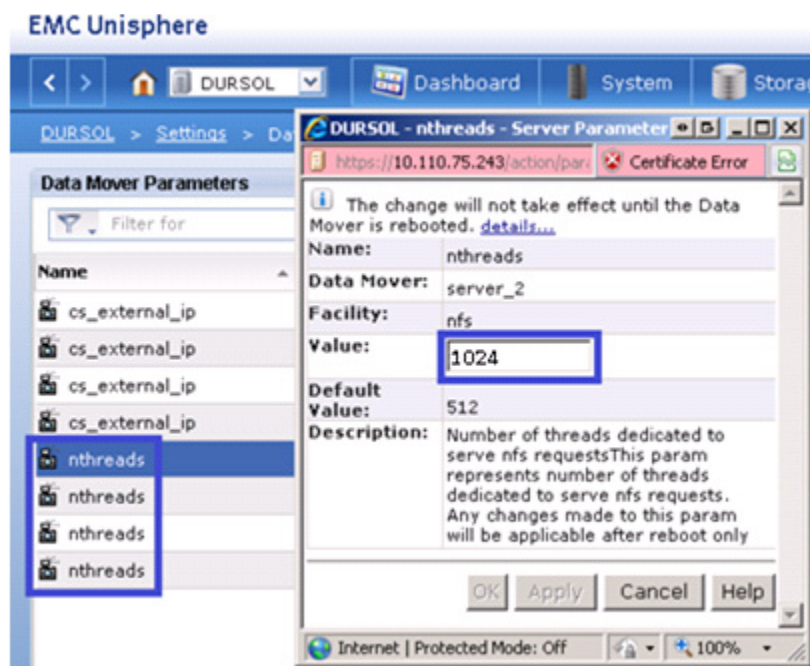 EMC Unisphere
DURSOL
Dashboard
System
DURSOL > Settings >
DURSOL - nthreads - Server Parameter
https://10.110.75.243/action/
Certificate Error
Data Mover Parameters
Filter for
Name
cs_external_ip
cs_external_ip
cs_external_ip
cs_external_ip
nthreads
nthreads
nthreads
nthreads
The change will not take effect until the Data
Mover is rebooted. details...
Name: nthreads
Data Mover: server_2
Facility: nfs
Value: 1024
Default
Value: 512
Description: Number of threads dedicated to
serve nfs requestsThis param
represents number of threads
dedicated to serve nfs requests.
Any changes made to this param
will be applicable after reboot only
OK Apply Cancel Help
Internet | Protected Mode: Off 100%